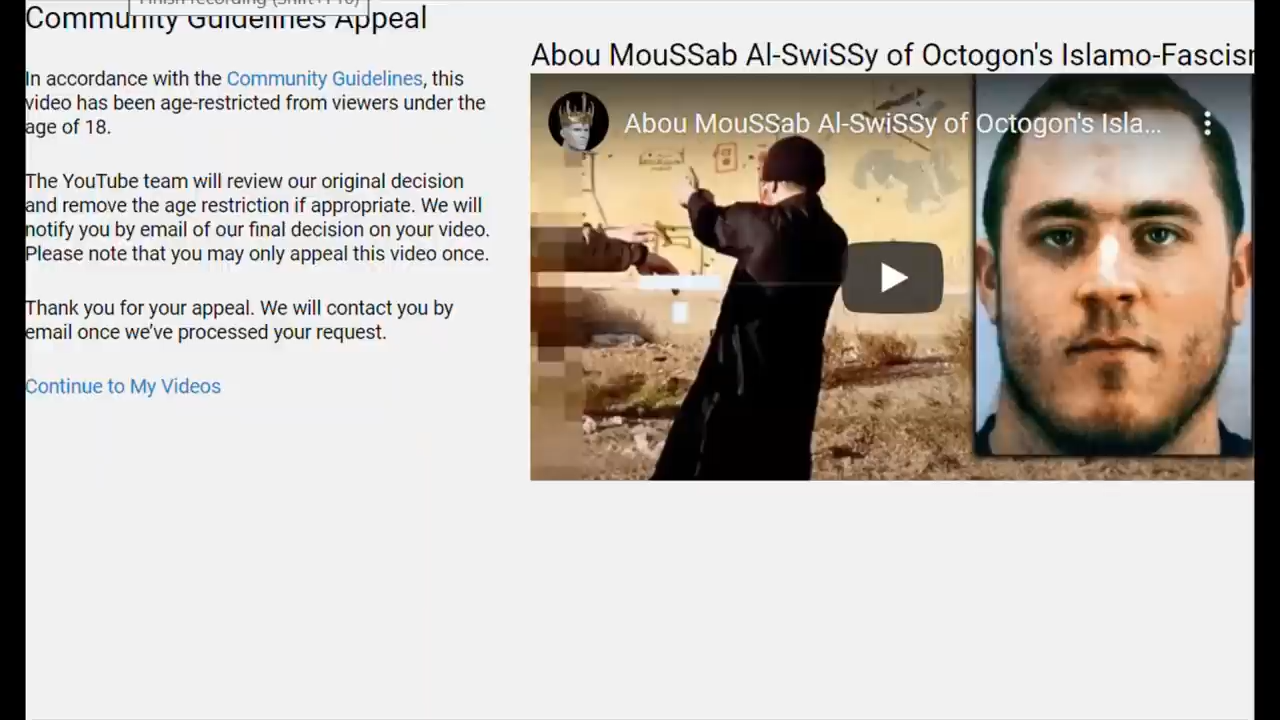 Finish recording (Shift+F10)
Community Guidelines Appeal
In accordance with the Community Guidelines, this
video has been age-restricted from viewers under the
age of 18.
The YouTube team will review our original decision
and remove the age restriction if appropriate. We will
notify you by email of our final decision on your video.
Please note that you may only appeal this video once.
Thank you for your appeal. We will contact you by
email once we’ve processed your request.
Continue to My Videos
Abou MouSSab Al-SwiSSy of Octogon's Islamo-Fascism
Abou MouSSab Al-SwiSSy of Octogon's Isla...